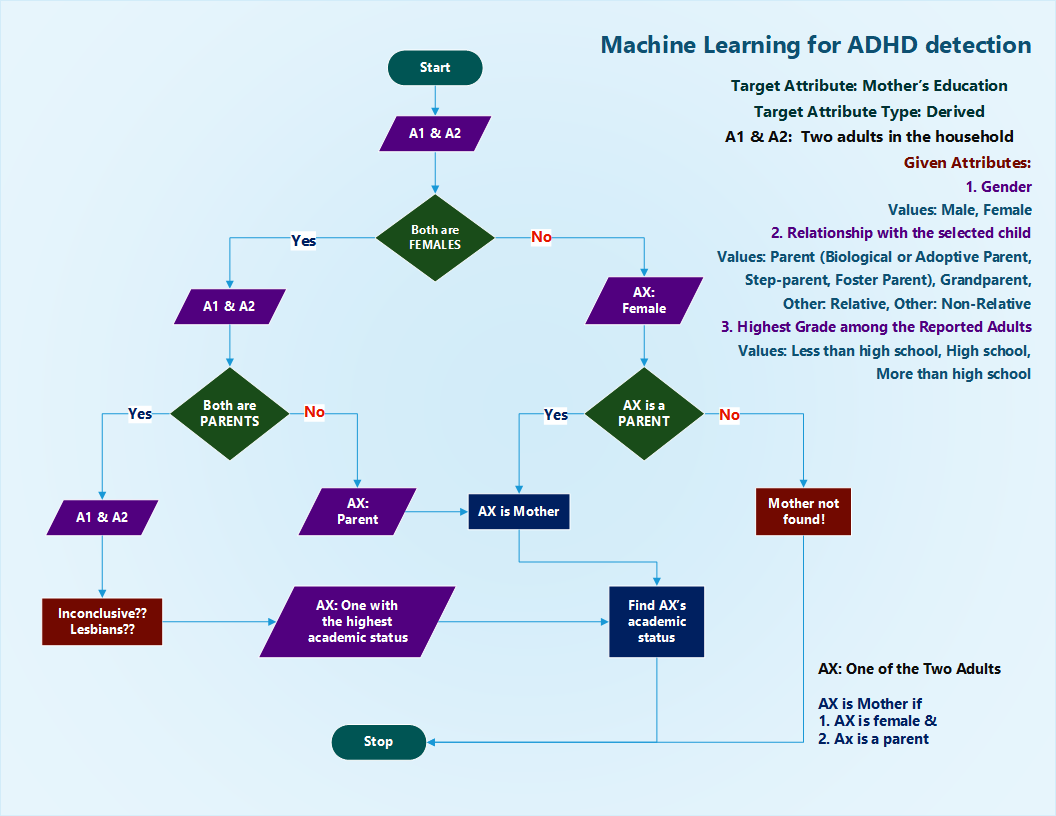 Machine Learning for ADHD detection
Target Attribute: Mother's Education
Target Attribute Type: Derived
A1 & A2:  Two adults in the household
Given Attributes:
1. Gender
Values: Male, Female
2. Relationship with the selected child
Values: Parent (Biological or Adoptive Parent,
Step-parent, Foster Parent), Grandparent,
Other: Relative, Other: Non-Relative
3. Highest Grade among the Reported Adults
Values: Less than high school, High school,
More than high school
Start
A1 & A2
Both are
FEMALES
Yes
No
A1 & A2
AX:
Female
Both are
PARENTS
Yes
No
AX is a
PARENT
Yes
No
A1 & A2
AX:
Parent
AX is Mother
Mother not
found!
Inconclusive??
Lesbians??
AX: One with
the highest
academic status
Find AX's
academic
status
Stop
AX: One of the Two Adults
AX is Mother if
1. AX is female &
2. Ax is a parent